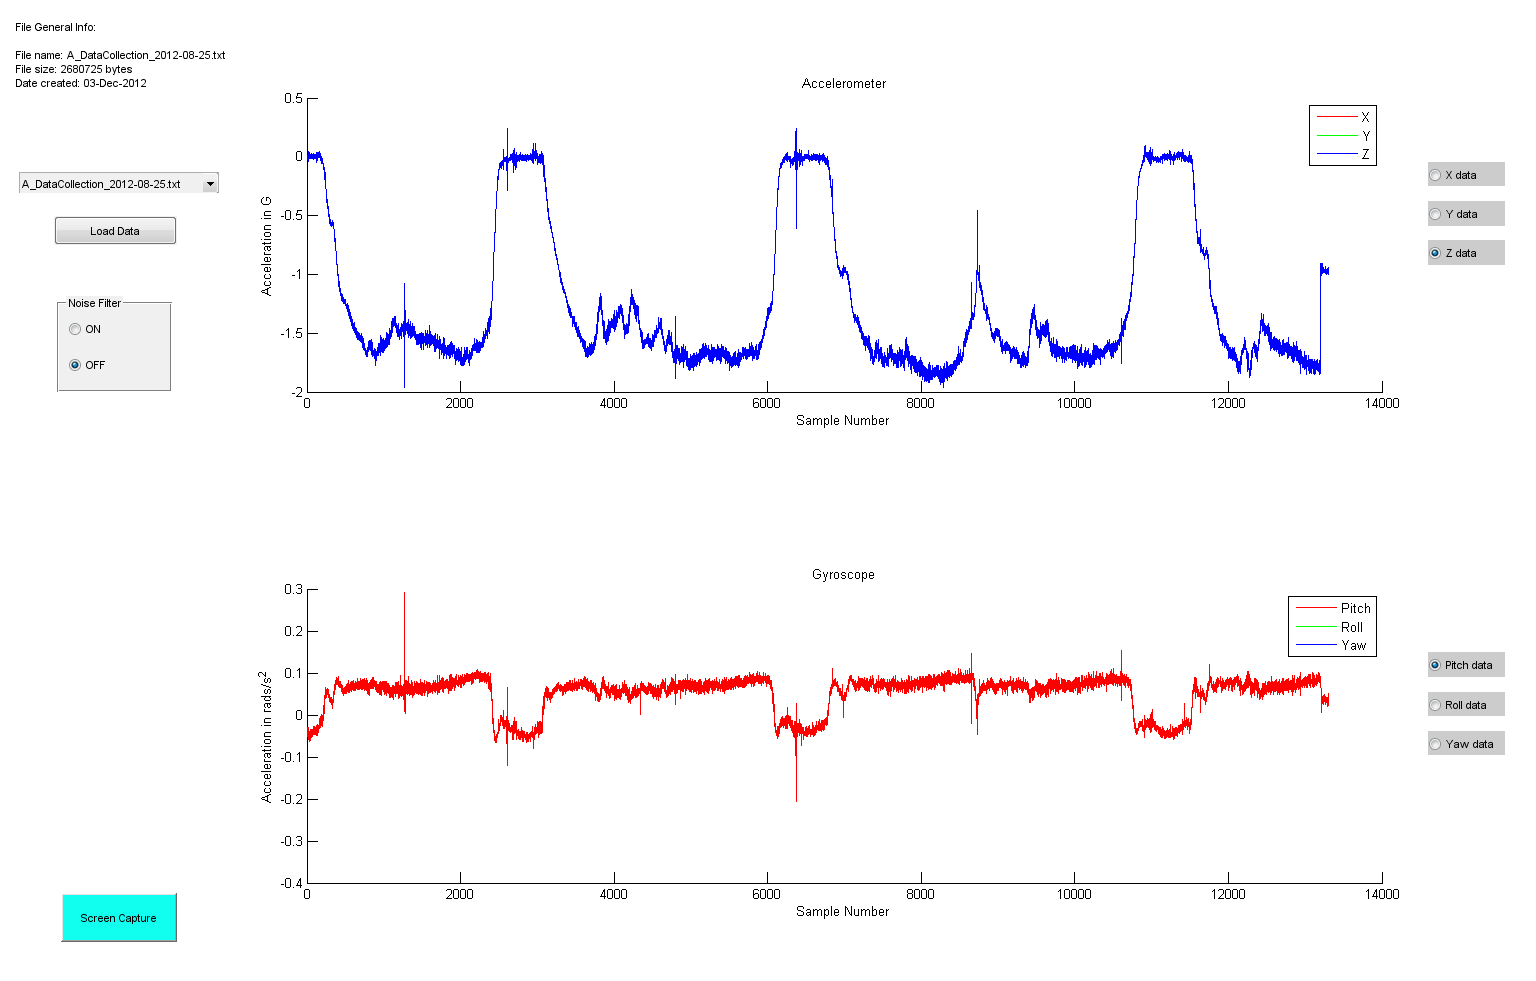 File General Info:
File name: A_DataCollection_2012-08-25.txt
File size: 2680725 bytes
Date created: 03-Dec-2012
A_DataCollection_2012-08-25.txt
Load Data
Noise Filter
ON
OFF
Screen Capture
Accelerometer
0.5
0
-0.5
-1
-1.5
-2
Acceleration in G
0 2000 4000 6000 8000 10000 12000 14000
Sample Number
X
Y
Z
X data
Y data
Z data
Gyroscope
0.3
0.2
0.1
0
-0.1
-0.2
-0.3
-0.4
Acceleration in rads/s²
0 2000 4000 6000 8000 10000 12000 14000
Sample Number
Pitch
Roll
Yaw
Pitch data
Roll data
Yaw data